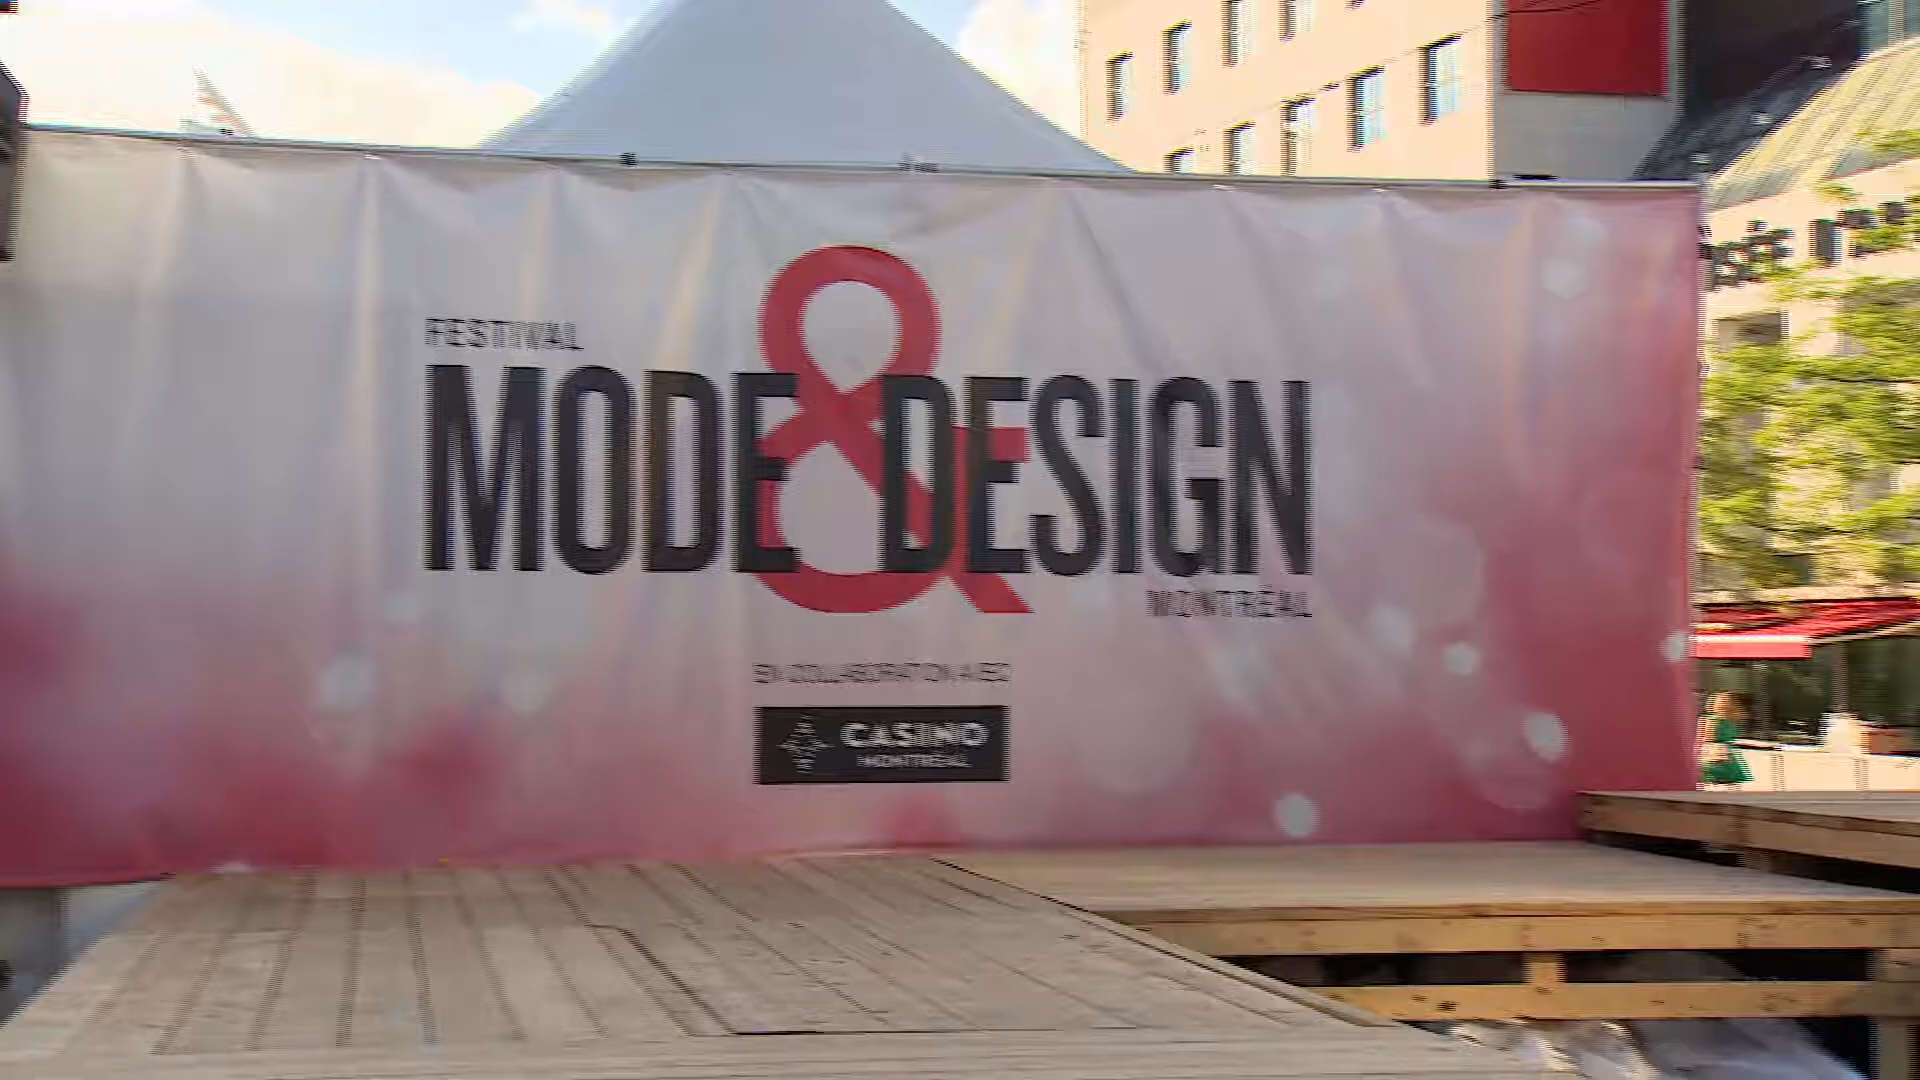 FESTIVAL
MODE & DESIGN
MONTRÉAL
EN COLLABORATION AVEC
CASINO
MONTRÉAL